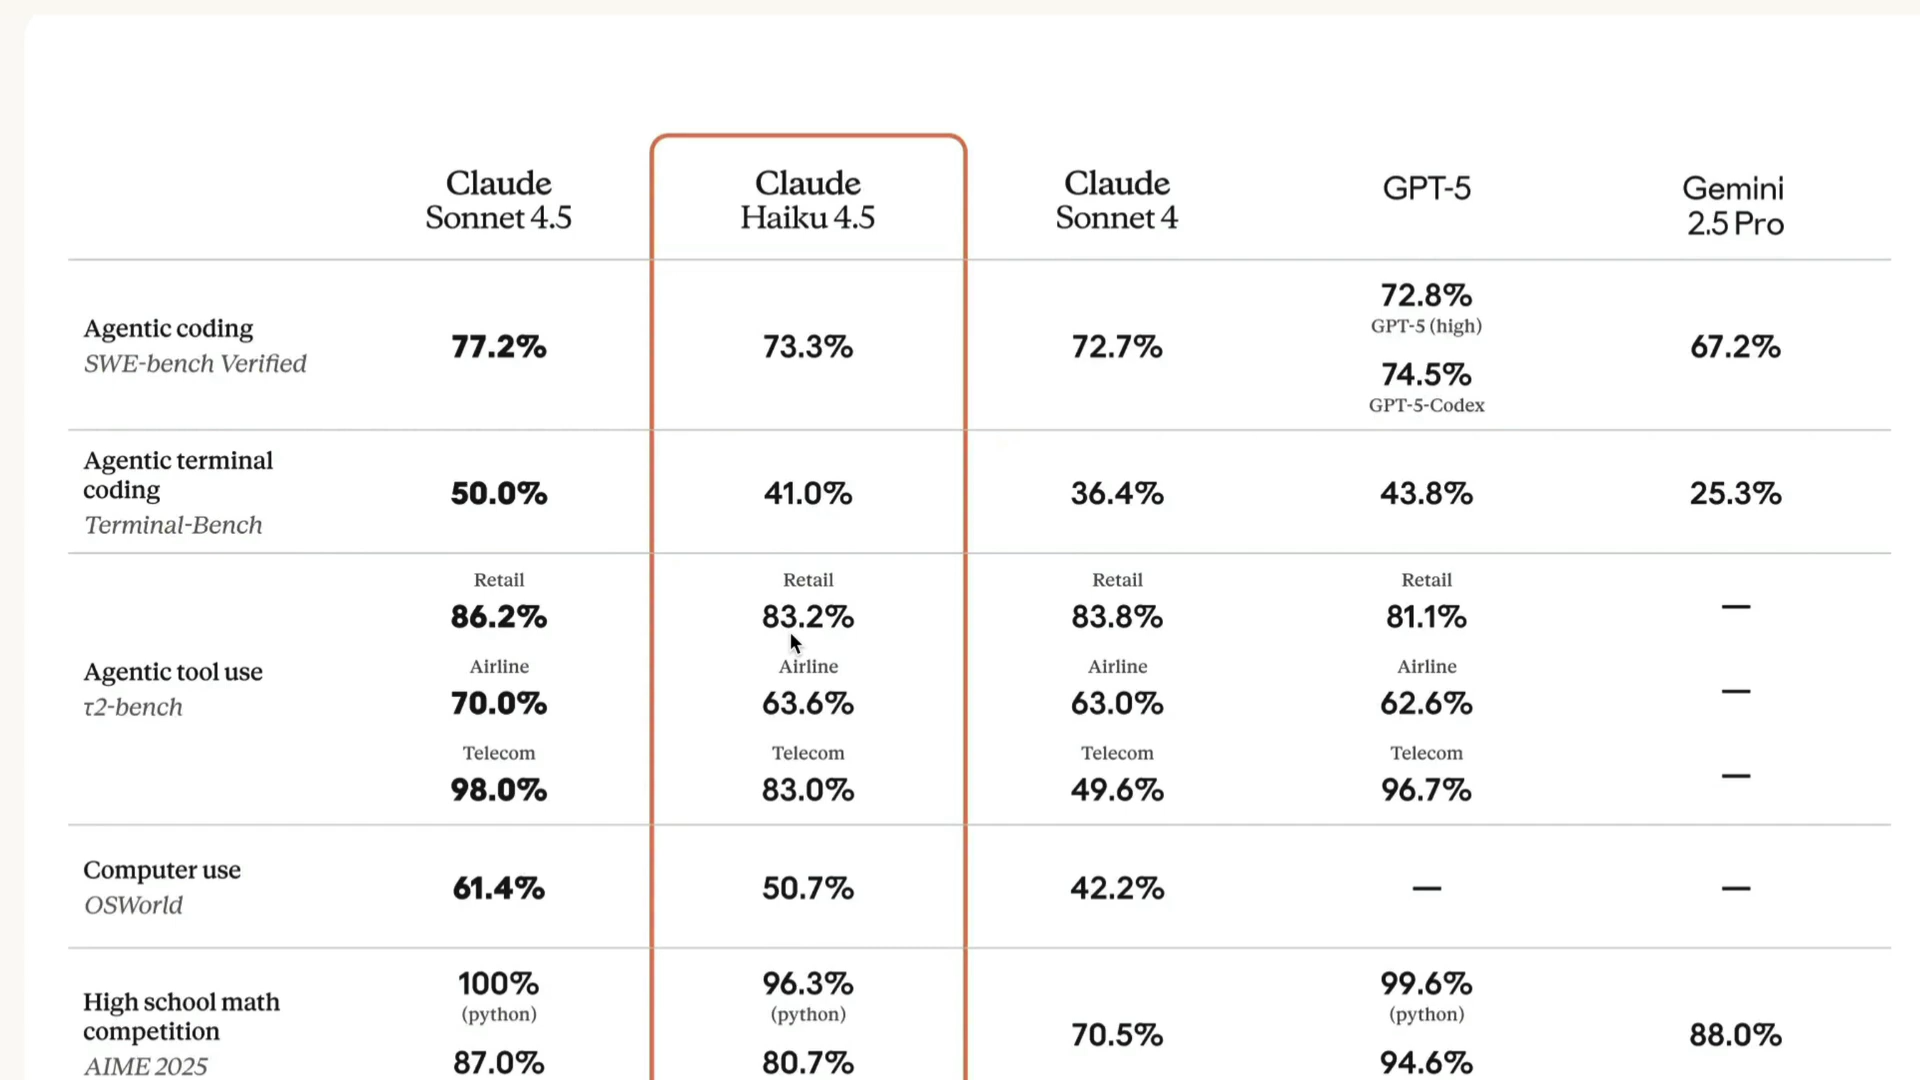 Claude
Sonnet 4.5
Claude
Haiku 4.5
Claude
Sonnet 4
GPT-5
Gemini
2.5 Pro
Agentic coding
SWE-bench Verified
77.2%
73.3%
72.7%
72.8%
GPT-5 (high)
74.5%
GPT-5-Codex
67.2%
Agentic terminal
coding
Terminal-Bench
50.0%
41.0%
36.4%
43.8%
25.3%
Agentic tool use
τ2-bench
Retail
86.2%
Airline
70.0%
Telecom
98.0%
Retail
83.2%
Airline
63.6%
Telecom
83.0%
Retail
83.8%
Airline
63.0%
Telecom
49.6%
Retail
81.1%
Airline
62.6%
Telecom
96.7%
—
—
—
Computer use
OSWorld
61.4%
50.7%
42.2%
—
—
High school math
competition
AIME 2025
100%
(python)
87.0%
96.3%
(python)
80.7%
70.5%
99.6%
(python)
94.6%
88.0%